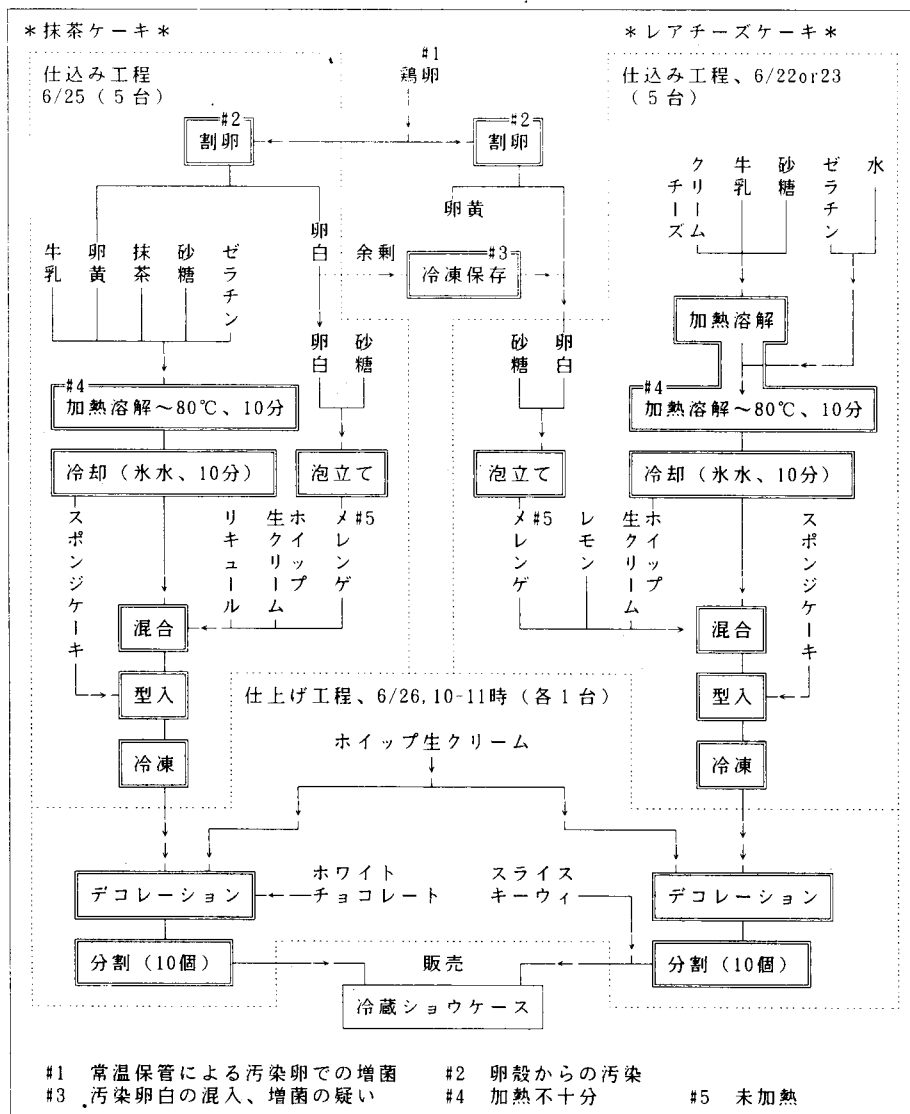 *抹茶ケーキ*
*レアチーズケーキ*
仕込み工程
6/25（5台）
#1
鶏卵
仕込み工程、6/22or23
（5台）
#2
割卵
#2
割卵
牛乳
卵黄
抹茶
砂糖
ゼラチン
卵白
余剰
卵黄
#3
冷凍保存
クリームチーズ
牛乳
砂糖
ゼラチン
水
加熱溶解
卵白
砂糖
砂糖
卵白
#4
加熱溶解～80℃、10分
#4
加熱溶解～80℃、10分
冷却（氷水、10分）
泡立て
泡立て
冷却（氷水、10分）
スポンジケーキ
リキュール
ホイップ生クリーム
メレンゲ
#5
メレンゲ
#5
レモン
ホイップ生クリーム
スポンジケーキ
混合
混合
型入
型入
冷凍
冷凍
仕上げ工程、6/26,10-11時（各1台）
ホイップ生クリーム
デコレーション
ホワイト
チョコレート
スライス
キーウィ
デコレーション
分割（10個）
販売
分割（10個）
冷蔵ショウケース
#1 常温保管による汚染卵での増菌 #2 卵殻からの汚染
#3 汚染卵白の混入、増菌の疑い #4 加熱不十分 #5 未加熱